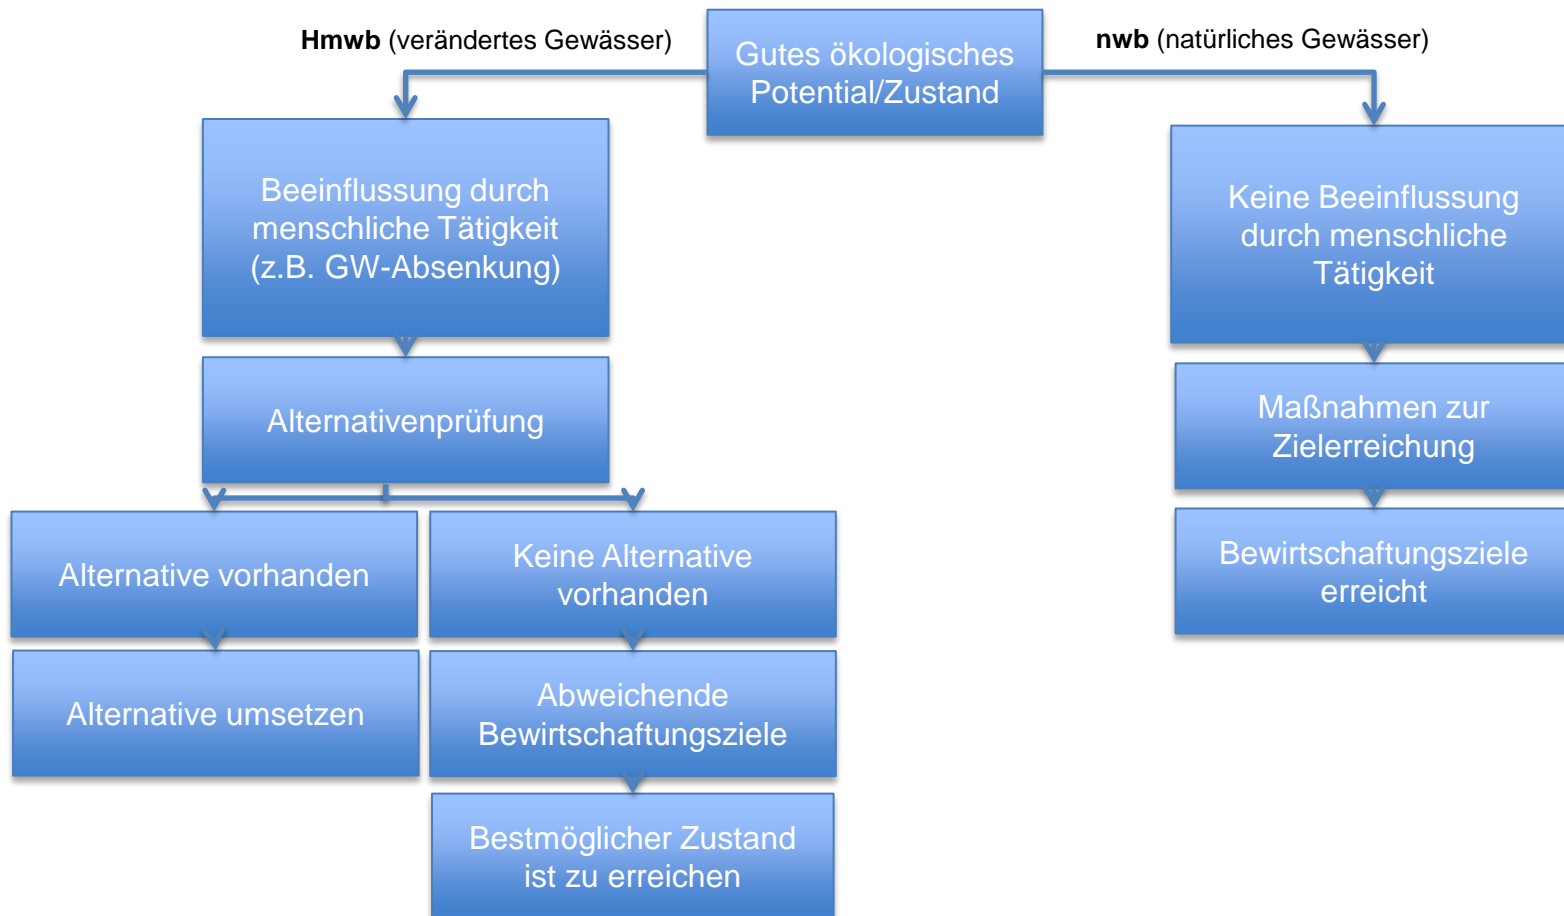 Hmwb (verändertes Gewässer)
Gutes ökologisches
Potential/Zustand
nwb (natürliches Gewässer)
Beeinflussung durch
menschliche Tätigkeit
(z.B. GW-Absenkung)
Keine Beeinflussung
durch menschliche
Tätigkeit
Alternativenprüfung
Maßnahmen zur
Zielerreichung
Alternative vorhanden
Keine Alternative
vorhanden
Bewirtschaftungsziele
erreicht
Alternative umsetzen
Abweichende
Bewirtschaftungsziele
Bestmöglicher Zustand
ist zu erreichen